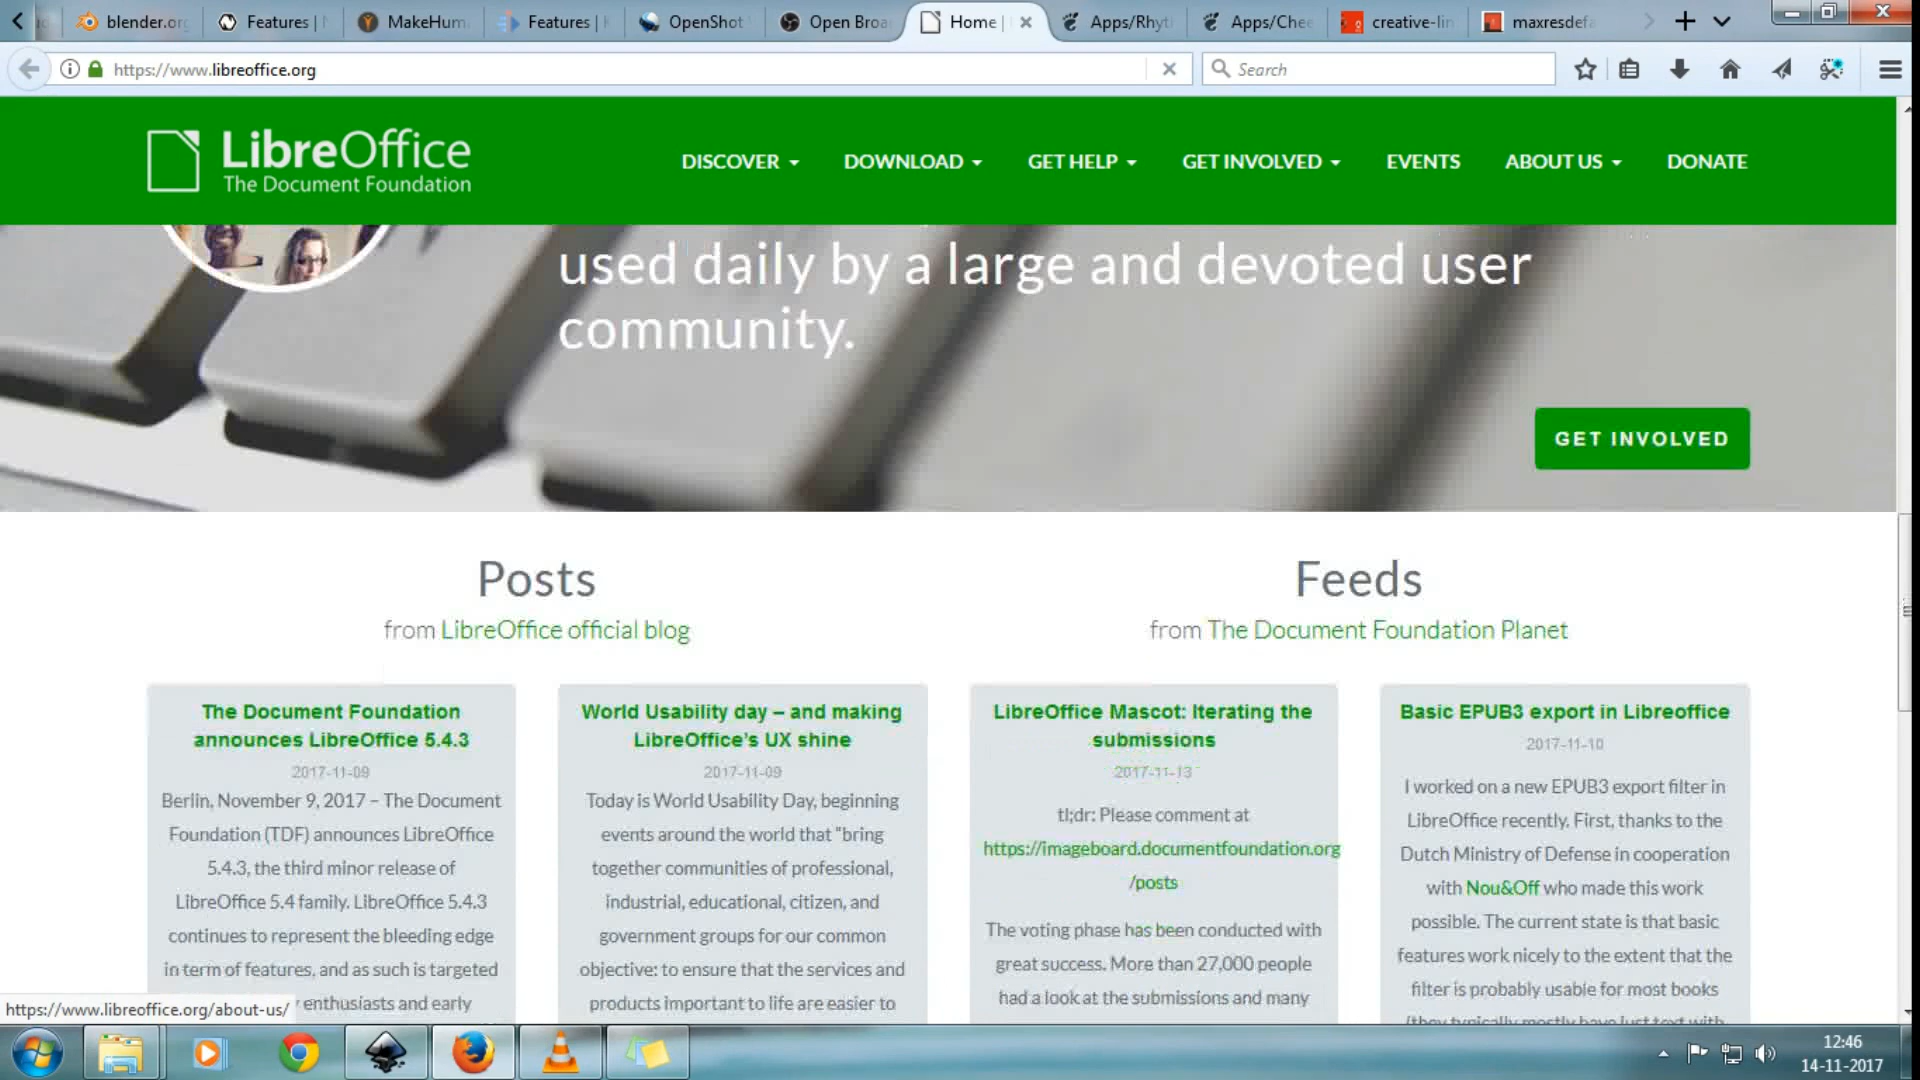 blender.org
Features |
MakeHum
Features |
OpenShot
Open Broa
Home |
Apps/Rhyt
Apps/Chee
creative-lin
maxresdefa
https://www.libreoffice.org
Search
LibreOffice
The Document Foundation
DISCOVER
DOWNLOAD
GET HELP
GET INVOLVED
EVENTS
ABOUT US
DONATE
used daily by a large and devoted user
community.
GET INVOLVED
Posts
from LibreOffice official blog
Feeds
from The Document Foundation Planet
The Document Foundation
announces LibreOffice 5.4.3
2017-11-09
Berlin, November 9, 2017 – The Document
Foundation (TDF) announces LibreOffice
5.4.3, the third minor release of
LibreOffice 5.4 family. LibreOffice 5.4.3
continues to represent the bleeding edge
in term of features, and as such is targeted
enthusiasts and early
World Usability day – and making
LibreOffice's UX shine
2017-11-09
Today is World Usability Day, beginning
events around the world that "bring
together communities of professional,
industrial, educational, citizen, and
government groups for our common
objective: to ensure that the services and
products important to life are easier to
LibreOffice Mascot: Iterating the
submissions
2017-11-13
tl;dr: Please comment at
https://imageboard.documentfoundation.org
/posts
The voting phase has been conducted with
great success. More than 27,000 people
had a look at the submissions and many
Basic EPUB3 export in Libreoffice
2017-11-10
I worked on a new EPUB3 export filter in
LibreOffice recently. First, thanks to the
Dutch Ministry of Defense in cooperation
with Nou&Off who made this work
possible. The current state is that basic
features work nicely to the extent that the
filter is probably usable for most books
(they typically mostly have just text with
https://www.libreoffice.org/about-us/
12:46
14-11-2017